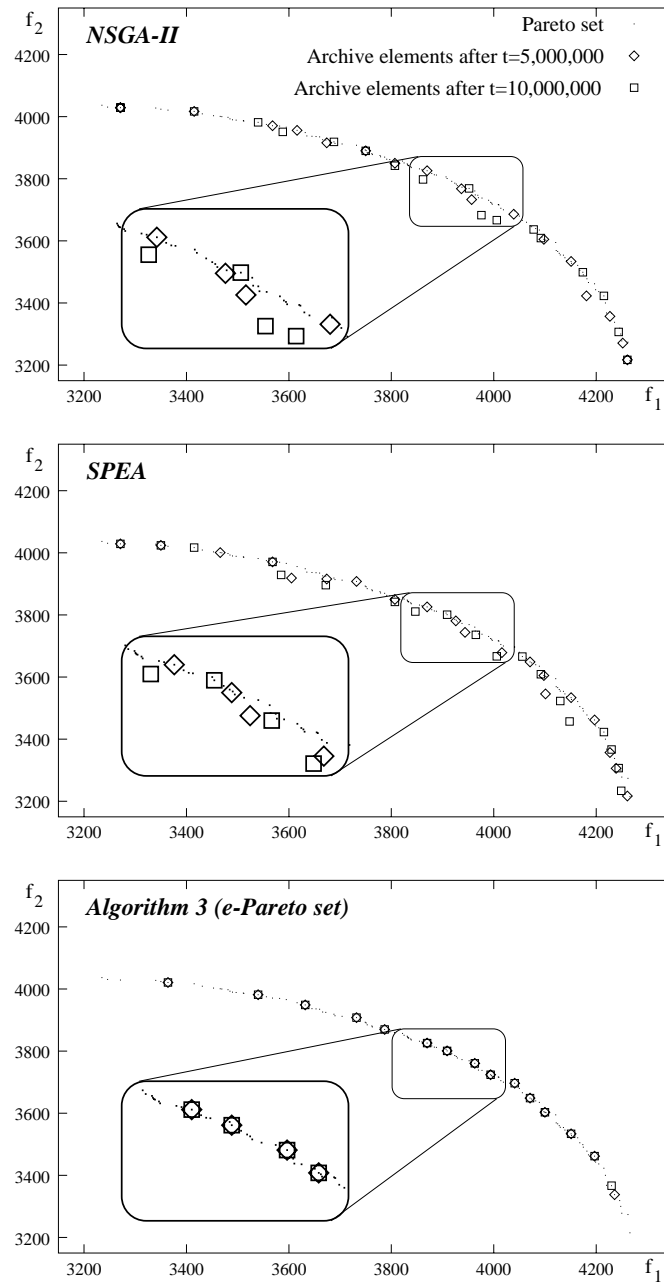 f2
NSGA-II
Pareto set
Archive elements after t=5,000,000
Archive elements after t=10,000,000
4200
4000
3800
3600
3400
3200
3200 3400 3600 3800 4000 4200
f1
f2
SPEA
4200
4000
3800
3600
3400
3200
3200 3400 3600 3800 4000 4200
f1
f2
Algorithm 3 (e-Pareto set)
4200
4000
3800
3600
3400
3200
3200 3400 3600 3800 4000 4200
f1